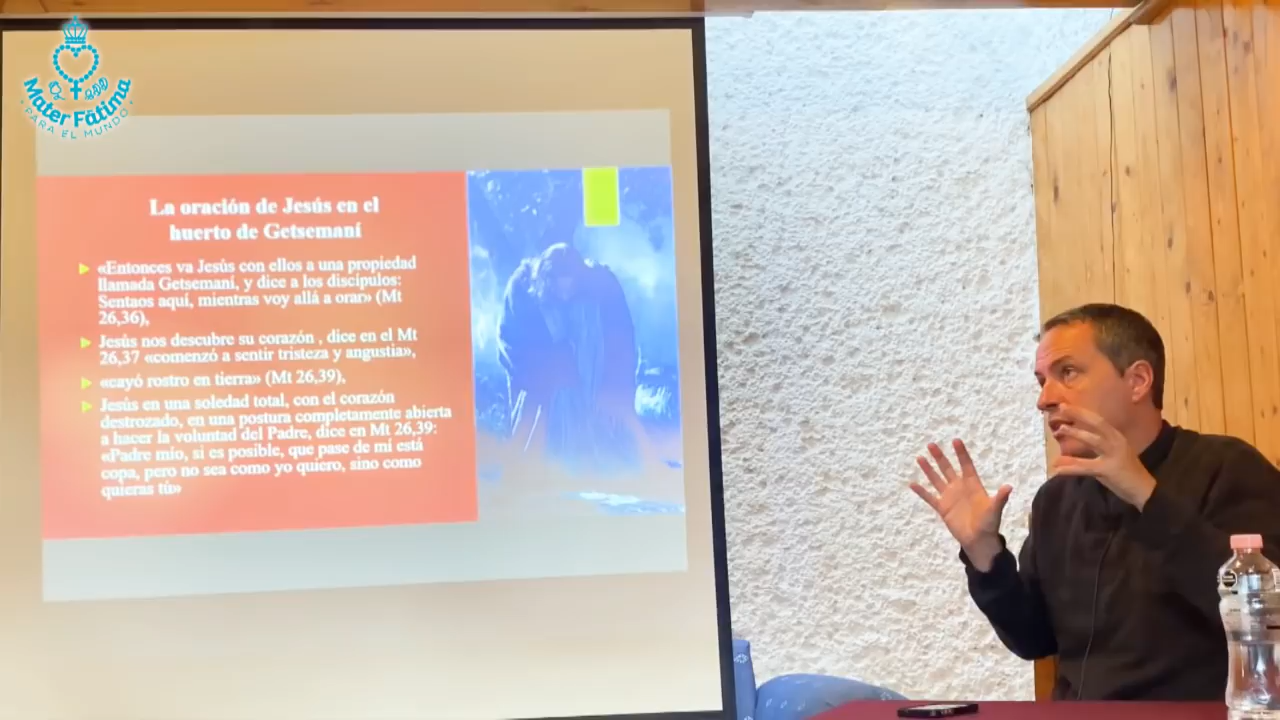 Mater Fátima
PARA EL MUNDO
La oración de Jesús en el
huerto de Getsemaní
«Entonces va Jesús con ellos a una propiedad
llamada Getsemaní, y dice a los discípulos:
Sentaos aquí, mientras voy allá a orar» (Mt
26,36),
Jesús nos descubre su corazón , dice en el Mt
26,37 «comenzó a sentir tristeza y angustia»,
«cayó rostro en tierra» (Mt 26,39),
Jesús en una soledad total, con el corazón
destrozado, en una postura completamente abierta
a hacer la voluntad del Padre, dice en Mt 26,39:
«Padre mío, si es posible, que pase de mí está
copa, pero no sea como yo quiero, sino como
quieras tú»